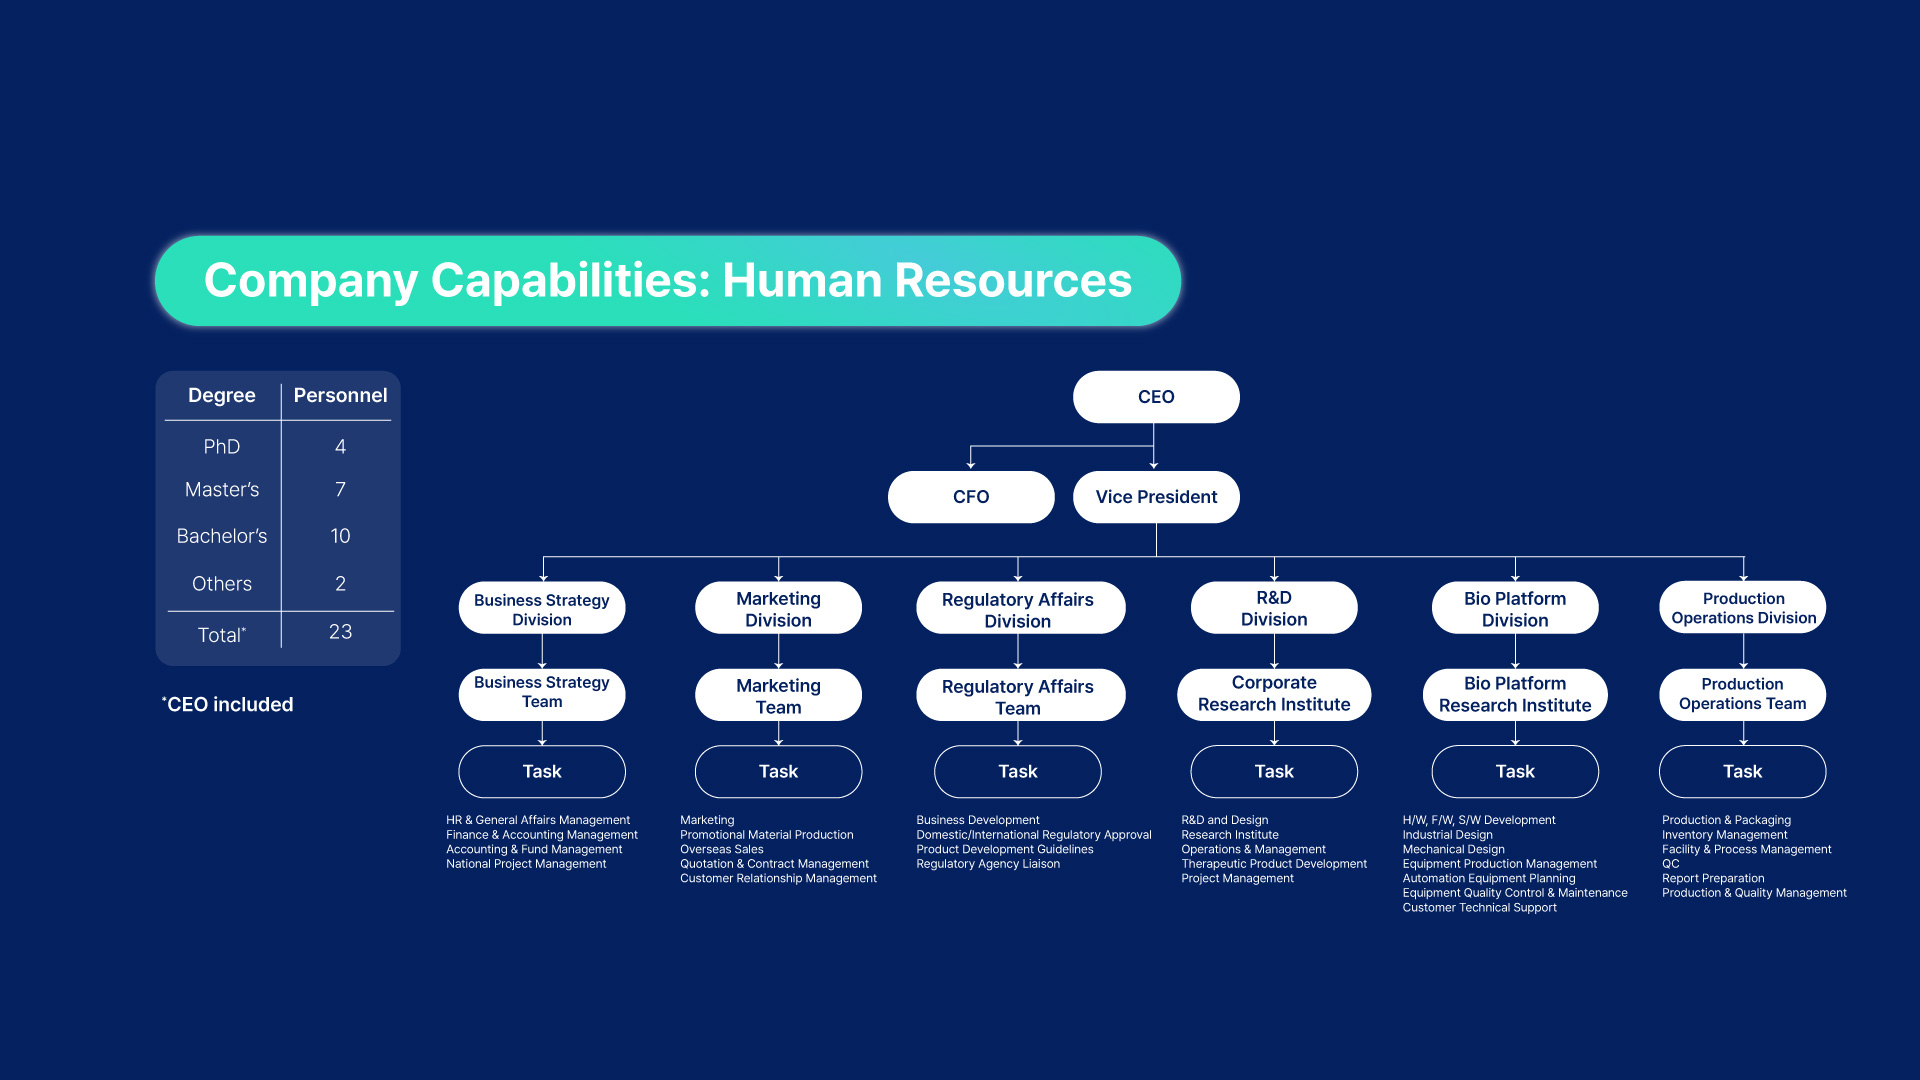 Company Capabilities: Human Resources
Degree Personnel
PhD 4
Master's 7
Bachelor's 10
Others 2
Total* 23
*CEO included
CEO
CFO
Vice President
Business Strategy
Division
Business Strategy
Team
Task
HR & General Affairs Management
Finance & Accounting Management
Accounting & Fund Management
National Project Management
Marketing
Division
Marketing
Team
Task
Marketing
Promotional Material Production
Overseas Sales
Quotation & Contract Management
Customer Relationship Management
Regulatory Affairs
Division
Regulatory Affairs
Team
Task
Business Development
Domestic/International Regulatory Approval
Product Development Guidelines
Regulatory Agency Liaison
R&D
Division
Corporate
Research Institute
Task
R&D and Design
Research Institute
Operations & Management
Therapeutic Product Development
Project Management
Bio Platform
Division
Bio Platform
Research Institute
Task
H/W, F/W, S/W Development
Industrial Design
Mechanical Design
Equipment Production Management
Automation Equipment Planning
Equipment Quality Control & Maintenance
Customer Technical Support
Production
Operations Division
Production
Operations Team
Task
Production & Packaging
Inventory Management
Facility & Process Management
QC
Report Preparation
Production & Quality Management